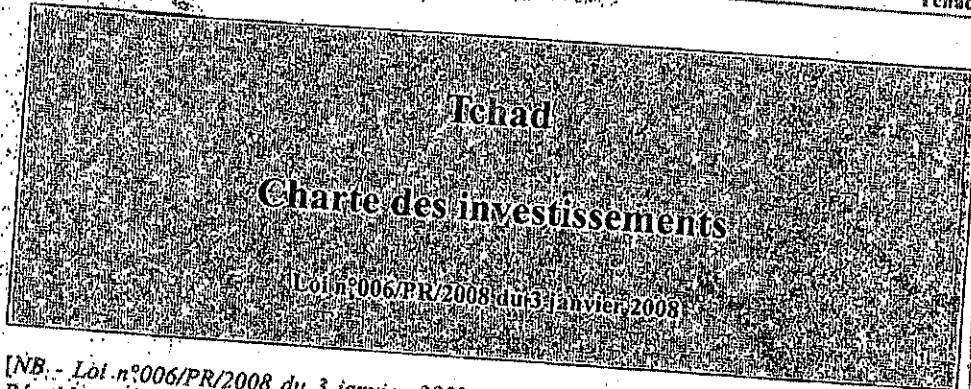 Tchad
Tchad
Charte des investissements
[Loi n°006/PR/2008 du 3 janvier 2008]
[NB.- Loi n°006/PR/2008 du 3 janvier